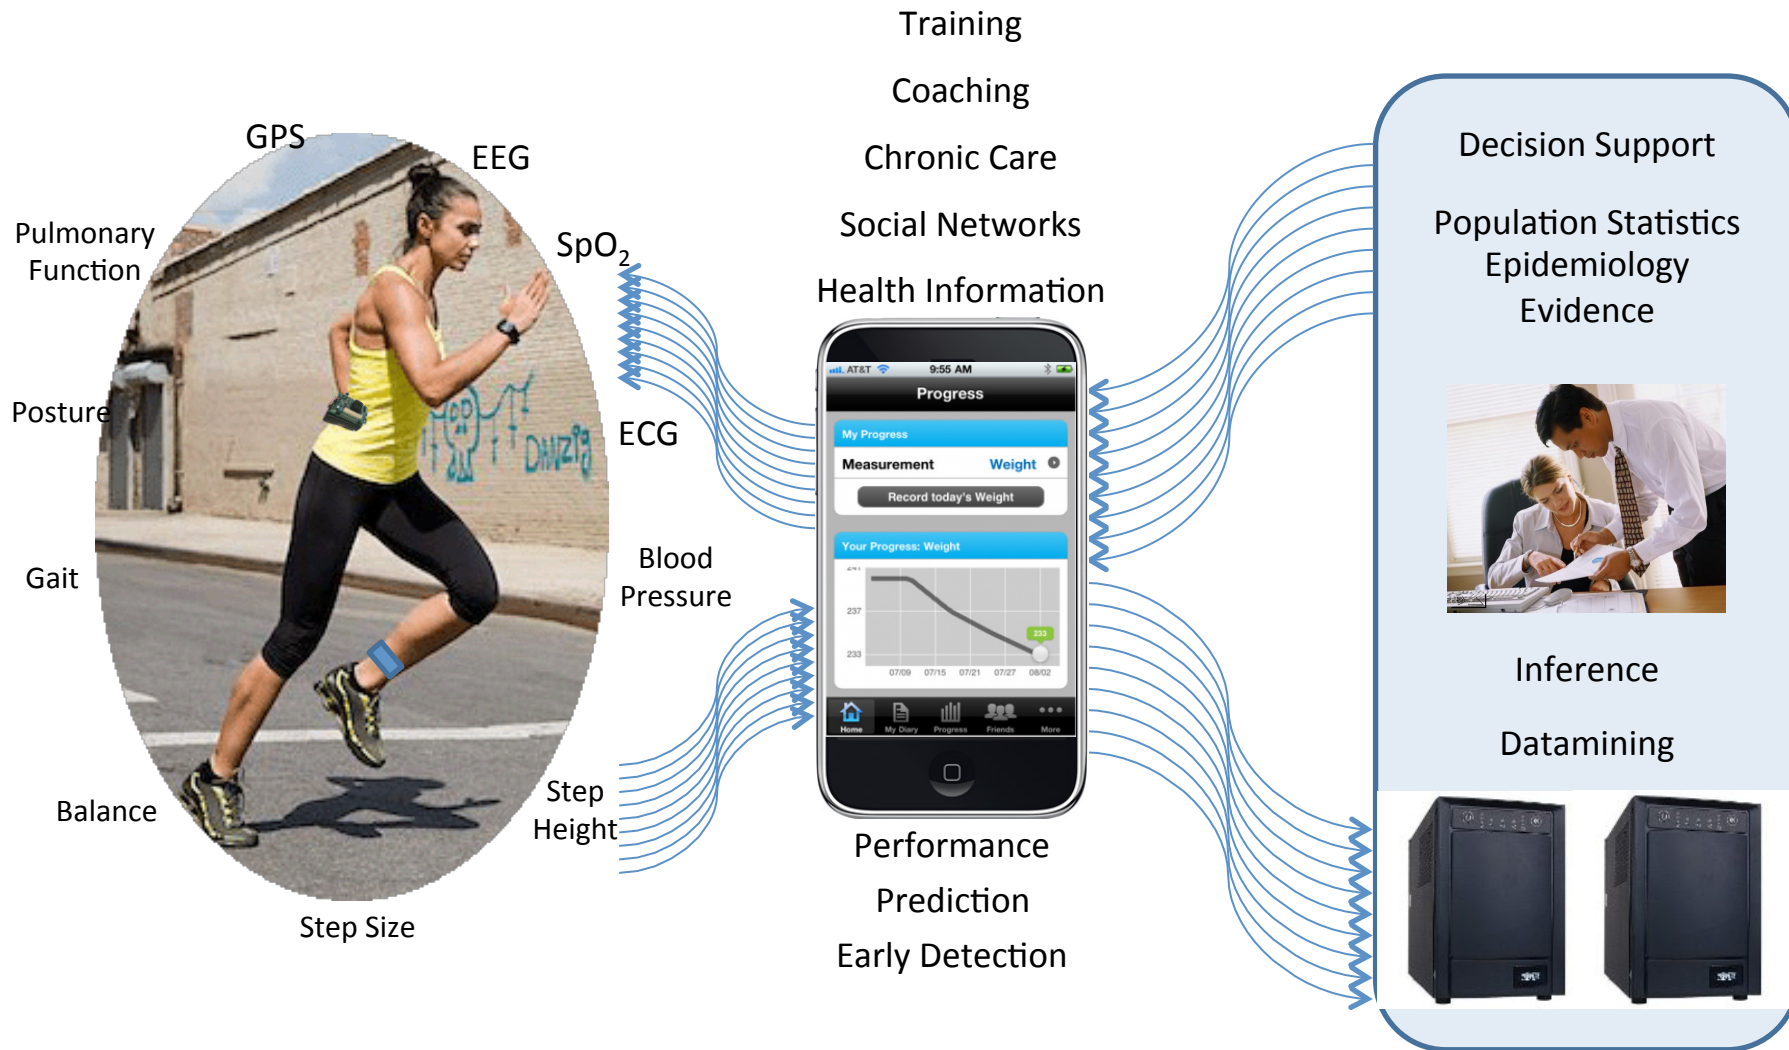 Training
Coaching
Chronic Care
Social Networks
Health Information
GPS
EEG
Pulmonary
Function
SpO₂
Posture
ECG
Gait
Blood
Pressure
Balance
Step
Height
Step Size
DANZig
AT&T 9:55 AM
Progress
My Progress
Measurement Weight
Record today's Weight
Your Progress: Weight
241
237
233
233
07/09 07/15 07/21 07/27 08/02
Home My Diary Progress Friends More
Performance
Prediction
Early Detection
Decision Support
Population Statistics
Epidemiology
Evidence
Inference
Datamining